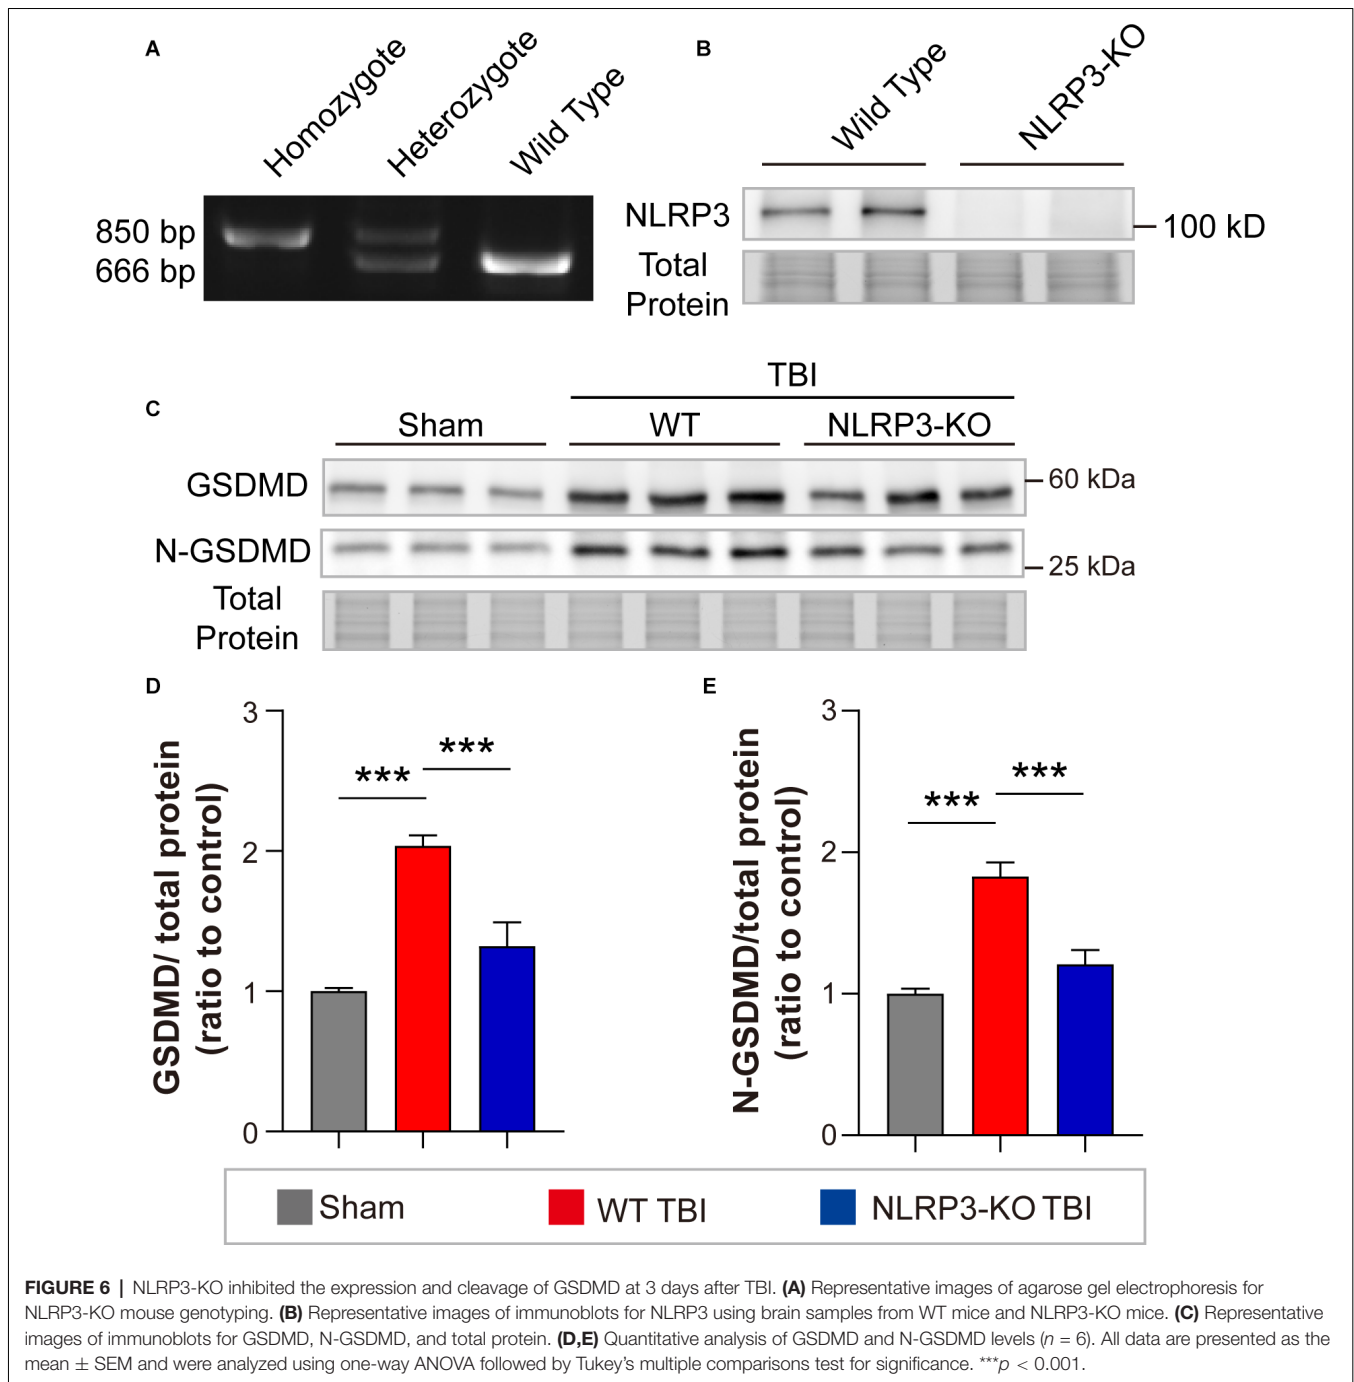 A
Homozygote
Heterozygote
Wild Type
850 bp
666 bp
B
Wild Type
NLRP3-KO
NLRP3
100 kD
Total
Protein
C
TBI
Sham
WT
NLRP3-KO
GSDMD
60 kDa
N-GSDMD
25 kDa
Total
Protein
D
GSDMD/ total protein
(ratio to control)
3
2
1
0
***
***
E
N-GSDMD/total protein
(ratio to control)
3
2
1
0
***
***
Sham
WT TBI
NLRP3-KO TBI
FIGURE 6 | NLRP3-KO inhibited the expression and cleavage of GSDMD at 3 days after TBI. (A) Representative images of agarose gel electrophoresis for
NLRP3-KO mouse genotyping. (B) Representative images of immunoblots for NLRP3 using brain samples from WT mice and NLRP3-KO mice. (C) Representative
images of immunoblots for GSDMD, N-GSDMD, and total protein. (D,E) Quantitative analysis of GSDMD and N-GSDMD levels (n = 6). All data are presented as the
mean ± SEM and were analyzed using one-way ANOVA followed by Tukey's multiple comparisons test for significance. ***p < 0.001.